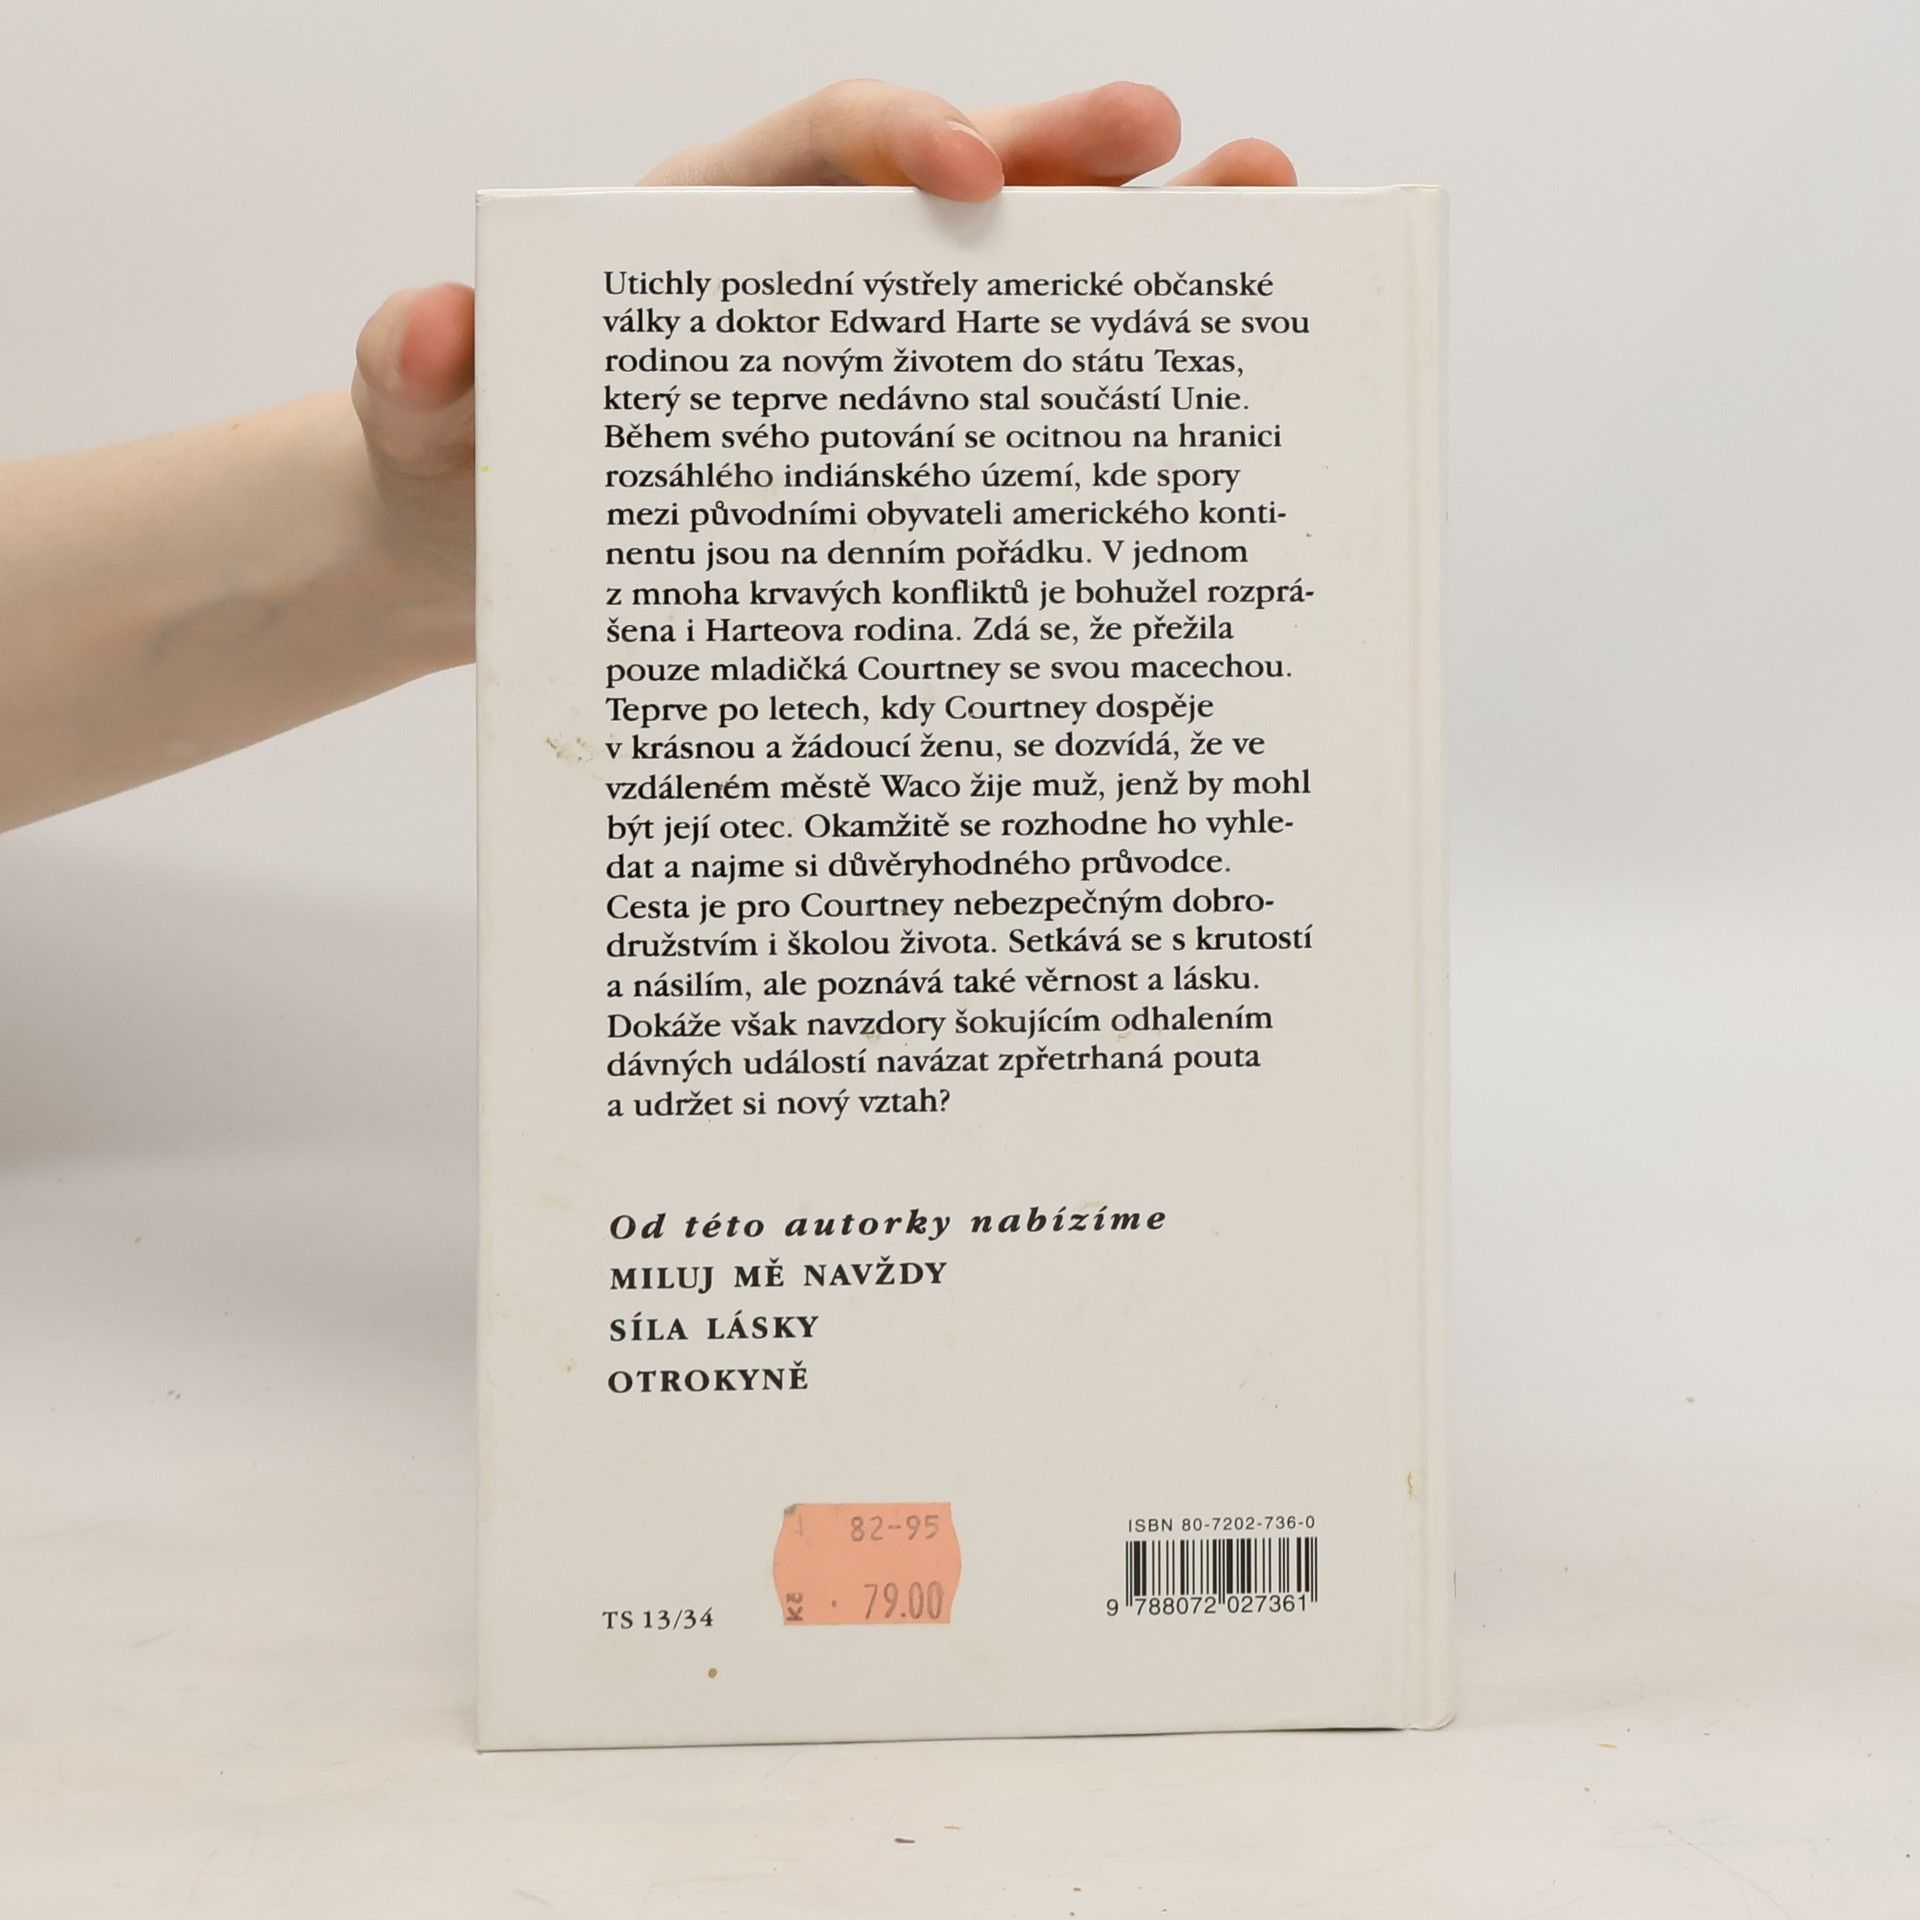 Utichly poslední výstřely americké občanské
války a doktor Edward Harte se vydává se svou
rodinou za novým životem do státu Texas,
který se teprve nedávno stal součástí Unie.
Během svého putování se ocitnou na hranici
rozsáhlého indiánského území, kde spory
mezi původními obyvateli amerického konti-
nentu jsou na denním pořádku. V jednom
z mnoha krvavých konfliktů je bohužel rozprá-
šena i Harteova rodina. Zdá se, že přežila
pouze mladičká Courtney se svou macechou.
Teprve po letech, kdy Courtney dospěje
v krásnou a žádoucí ženu, se dozvídá, že ve
vzdáleném městě Waco žije muž, jenž by mohl
být její otec. Okamžitě se rozhodne ho vyhle-
dat a najme si důvěryhodného průvodce.
Cesta je pro Courtney nebezpečným dobro-
družstvím i školou života. Setkává se s krutostí
a násilím, ale poznává také věrnost a lásku.
Dokáže však navzdory šokujícím odhalením
dávných událostí navázat zpřetrhaná pouta
a udržet si nový vztah?
Od této autorky nabízíme
MILUJ MĚ NAVŽDY
SÍLA LÁSKY
OTROKYNĚ
82-95
Kč . 79.00
TS 13/34
ISBN 80-7202-736-0
9 788072 027361